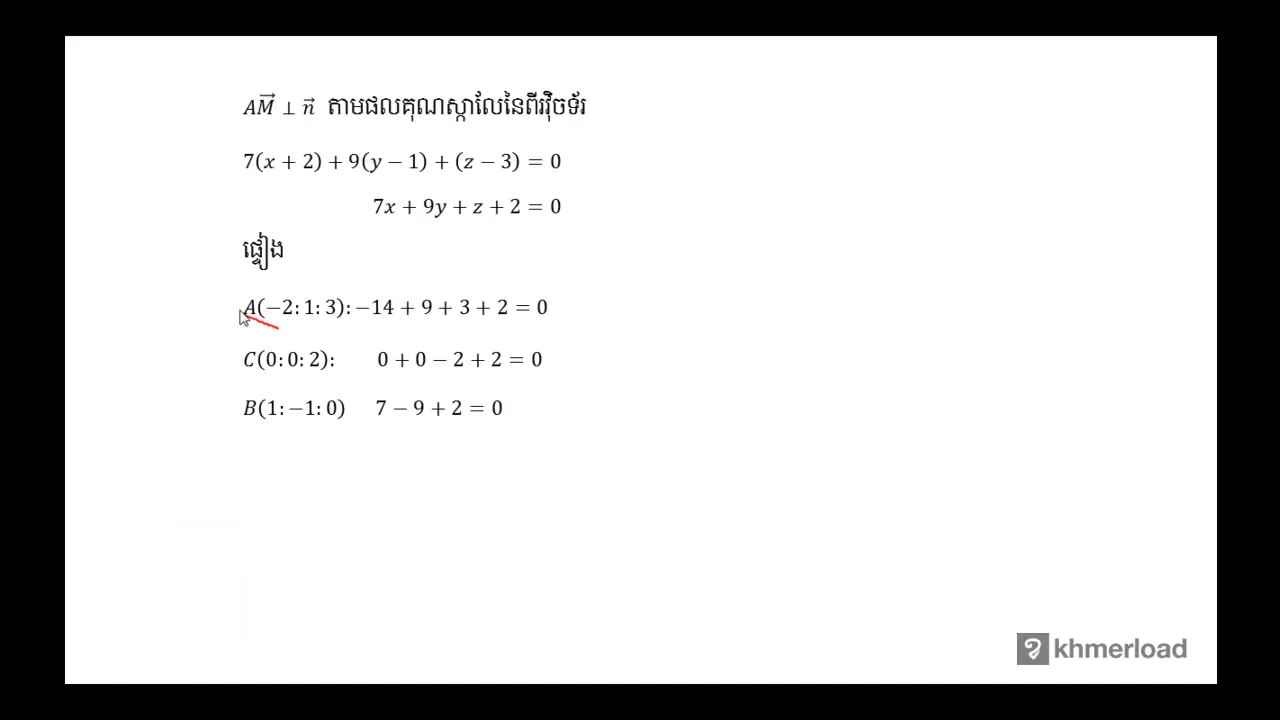 AM⃗ ⊥ n⃗ តាមផលគុណស្កាលែនៃពីរវ៉ិចទ័រ
7(x + 2) + 9(y − 1) + (z − 3) = 0
7x + 9y + z + 2 = 0
ផ្ទៀង
A(−2: 1: 3): −14 + 9 + 3 + 2 = 0
C(0: 0: 2): 0 + 0 − 2 + 2 = 0
B(1: −1: 0) 7 − 9 + 2 = 0
khmerload